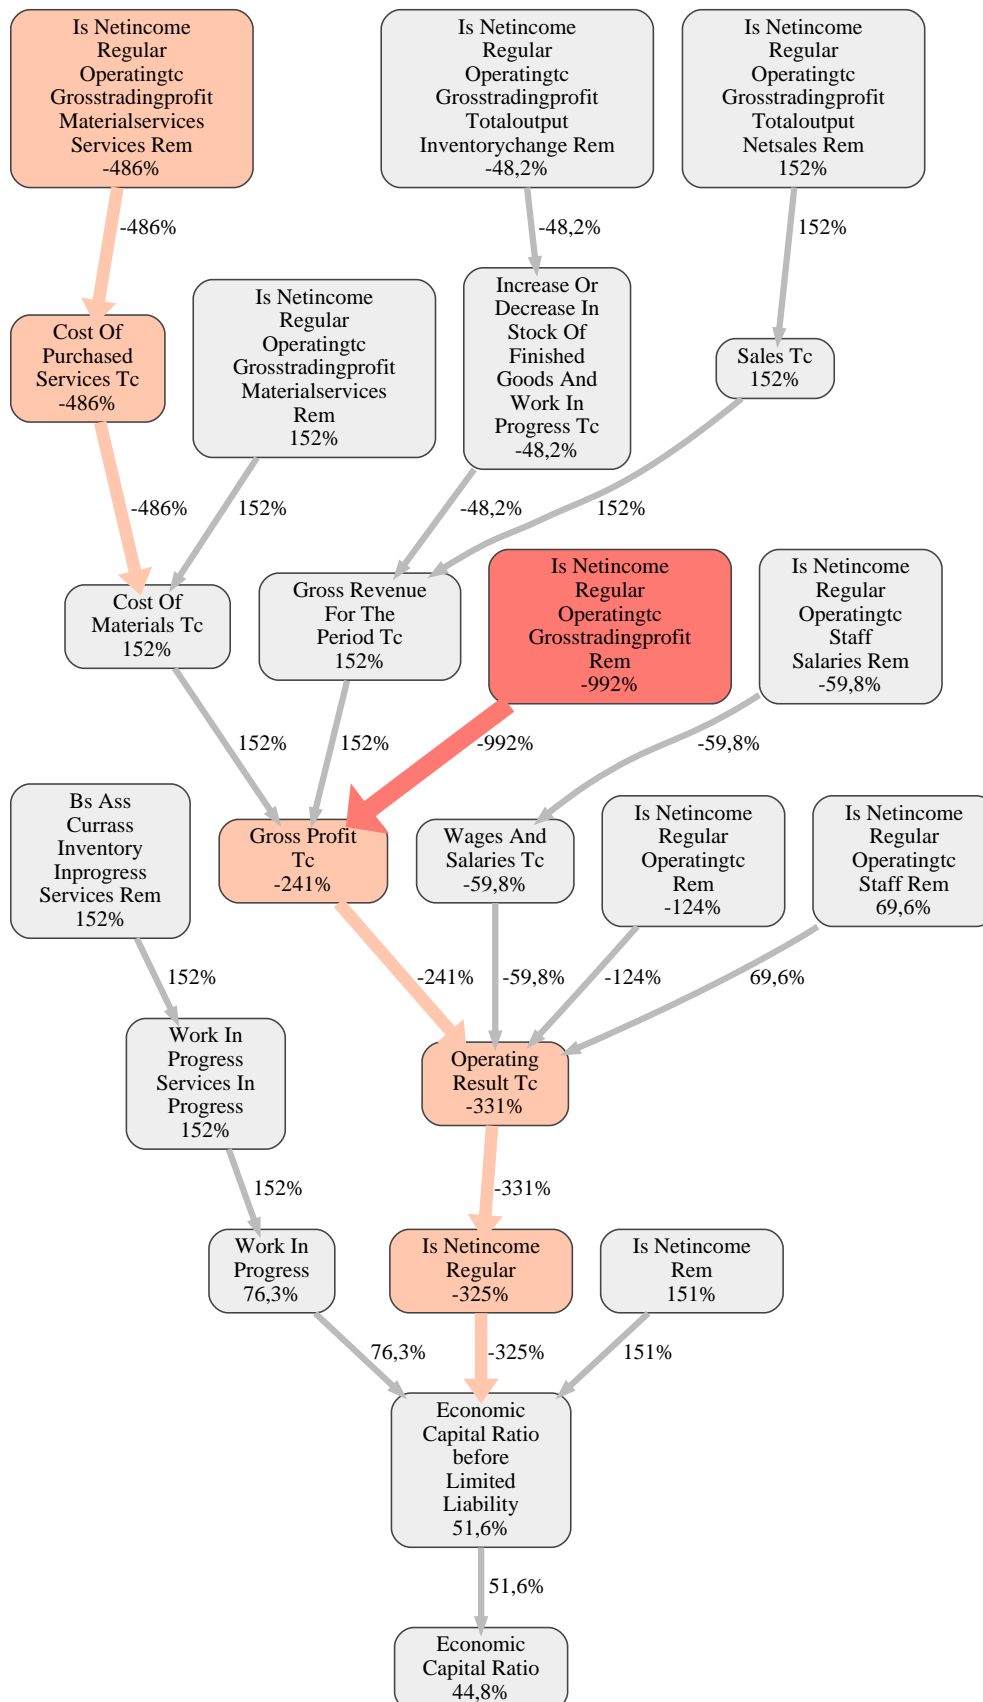 Is Netincome
Regular
Operatingtc
Grosstradingprofit
Materialservices
Services Rem
-486%
Is Netincome
Regular
Operatingtc
Grosstradingprofit
Totaloutput
Inventorychange Rem
-48,2%
Is Netincome
Regular
Operatingtc
Grosstradingprofit
Totaloutput
Netsales Rem
152%
-486%
-48,2%
152%
Cost Of
Purchased
Services Tc
-486%
Is Netincome
Regular
Operatingtc
Grosstradingprofit
Materialservices
Rem
152%
Increase Or
Decrease In
Stock Of
Finished
Goods And
Work In
Progress Tc
-48,2%
Sales Tc
152%
-486%
152%
-48,2%
152%
Cost Of
Materials Tc
152%
Gross Revenue
For The
Period Tc
152%
Is Netincome
Regular
Operatingtc
Grosstradingprofit
Rem
-992%
Is Netincome
Regular
Operatingtc
Staff
Salaries Rem
-59,8%
152%
152%
-992%
-59,8%
Bs Ass
Currass
Inventory
Inprogress
Services Rem
152%
Gross Profit
Tc
-241%
Wages And
Salaries Tc
-59,8%
Is Netincome
Regular
Operatingtc
Rem
-124%
Is Netincome
Regular
Operatingtc
Staff Rem
69,6%
152%
-241%
-59,8%
-124%
69,6%
Work In
Progress
Services In
Progress
152%
Operating
Result Tc
-331%
152%
-331%
Work In
Progress
76,3%
Is Netincome
Regular
-325%
Is Netincome
Rem
151%
76,3%
-325%
151%
Economic
Capital Ratio
before
Limited
Liability
51,6%
51,6%
Economic
Capital Ratio
44,8%